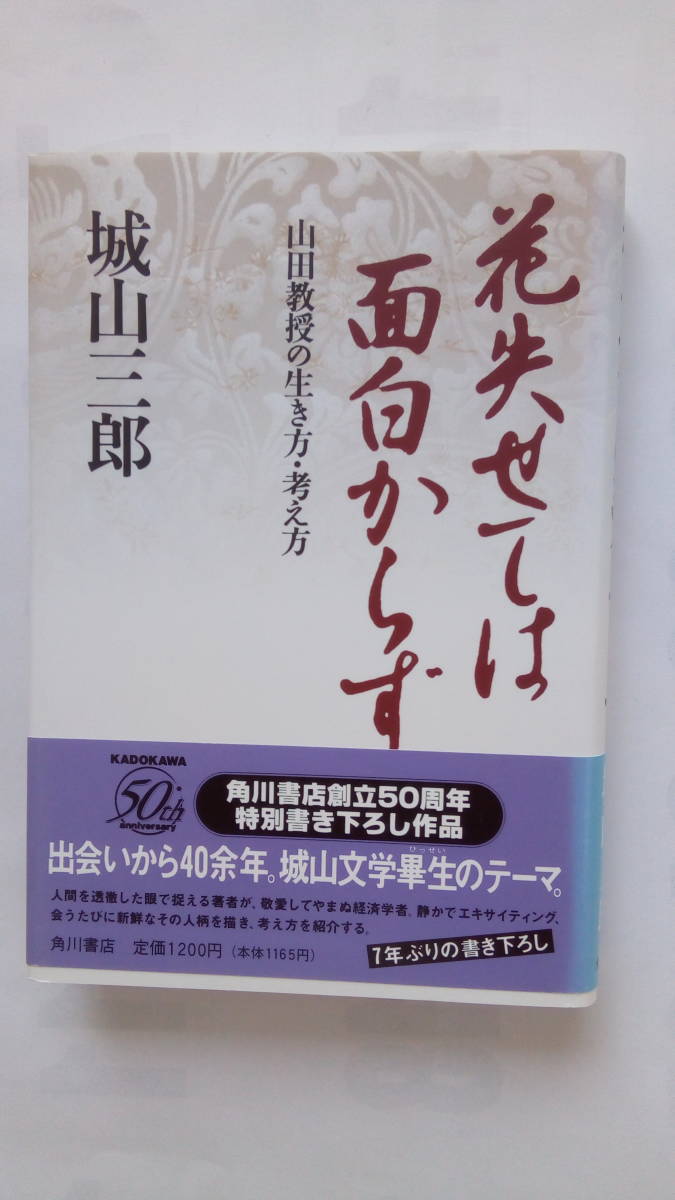 花失せては
面白からず
山田教授の生き方・考え方
城山三郎
KADOKAWA
50th
anniversary
角川書店創立50周年
特別書き下ろし作品
ひっせい
出会いから40余年。城山文学畢生のテーマ。
人間を透徹した眼で捉える著者が、敬愛してやまぬ経済学者。静かでエキサイティング、
会うたびに新鮮なその人柄を描き、考え方を紹介する。
角川書店 定価1200円（本体1165円）
7年ぶりの書き下ろし